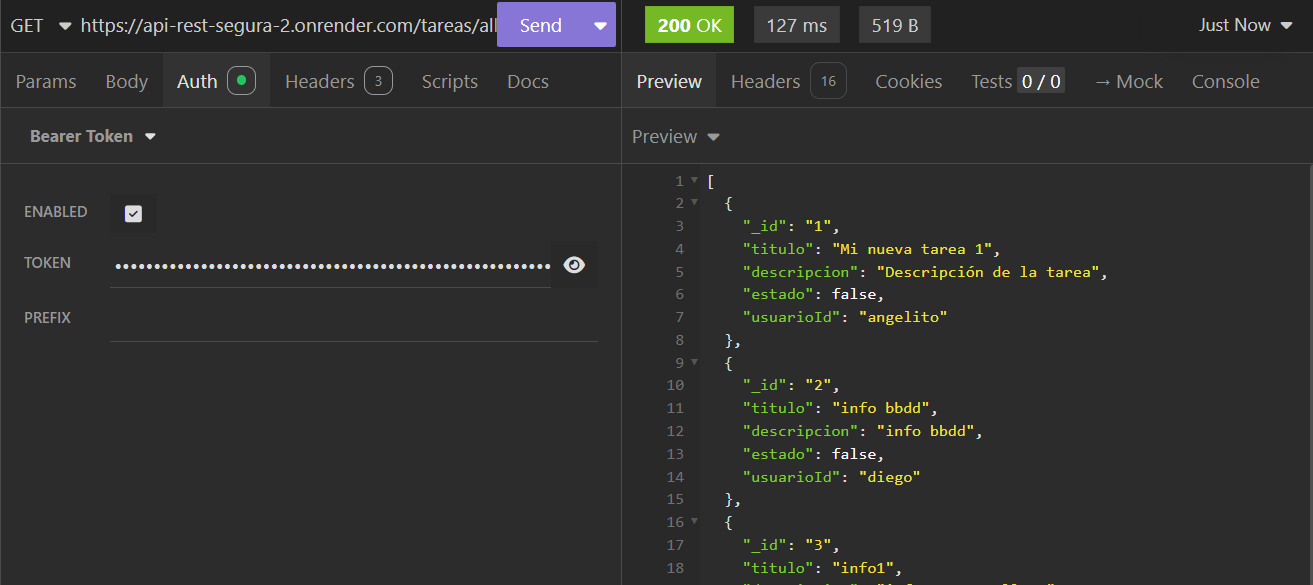 GET https://api-rest-segura-2.onrender.com/tareas/all Send 200 OK 127 ms 519 B Just Now
Params Body Auth Headers 3 Scripts Docs Preview Headers 16 Cookies Tests 0 / 0 → Mock Console
Bearer Token Preview
ENABLED
TOKEN ••••••••••••••••••••••••••••••••••••••••••••••••••••••
PREFIX
1 [
2 {
3 "_id": "1",
4 "titulo": "Mi nueva tarea 1",
5 "descripcion": "Descripción de la tarea",
6 "estado": false,
7 "usuarioId": "angelito"
8 },
9 {
10 "_id": "2",
11 "titulo": "info bbdd",
12 "descripcion": "info bbdd",
13 "estado": false,
14 "usuarioId": "diego"
15 },
16 {
17 "_id": "3",
18 "titulo": "info1",